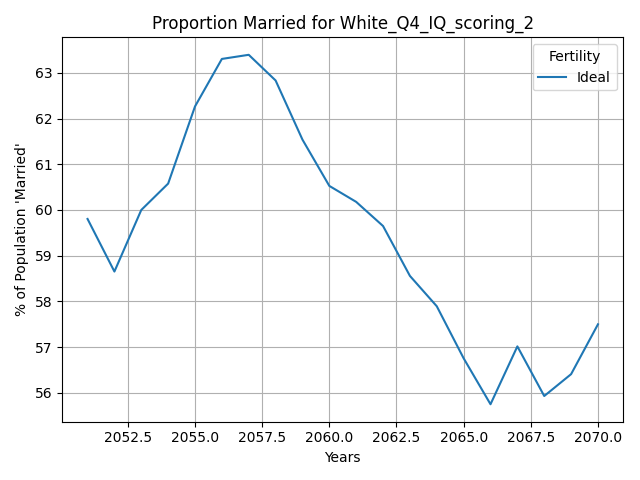 Proportion Married for White_Q4_IQ_scoring_2
Fertility
Ideal
63
62
61
60
59
58
57
56
% of Population 'Married'
2052.5 2055.0 2057.5 2060.0 2062.5 2065.0 2067.5 2070.0
Years